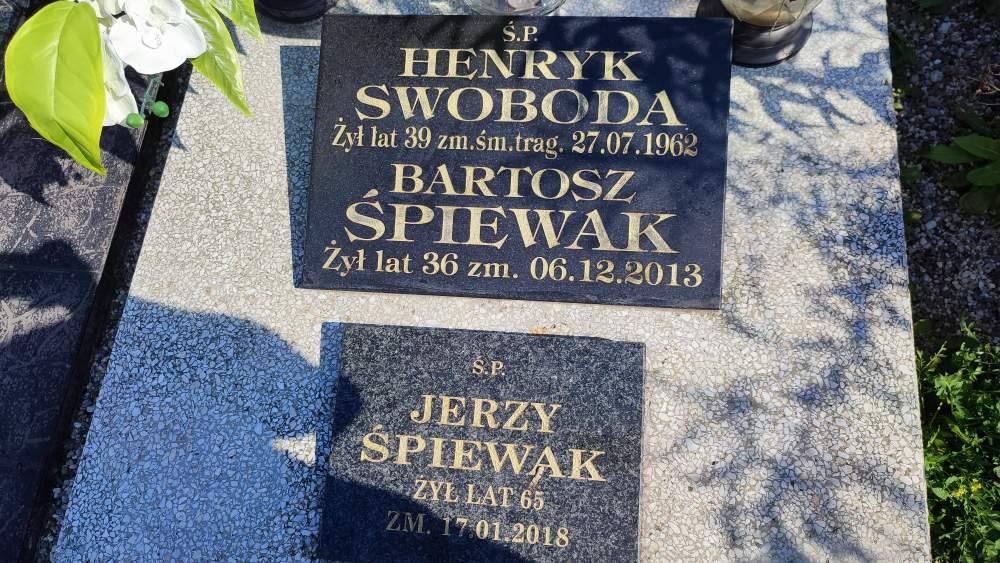 Ś.P.
HENRYK
SWOBODA
Żył lat 39 zm.śm.trag. 27.07.1962
BARTOSZ
ŚPIEWAK
Żył lat 36 zm. 06.12.2013
Ś.P.
JERZY
ŚPIEWAK
ŻYŁ LAT 65
ZM. 17.01.2018